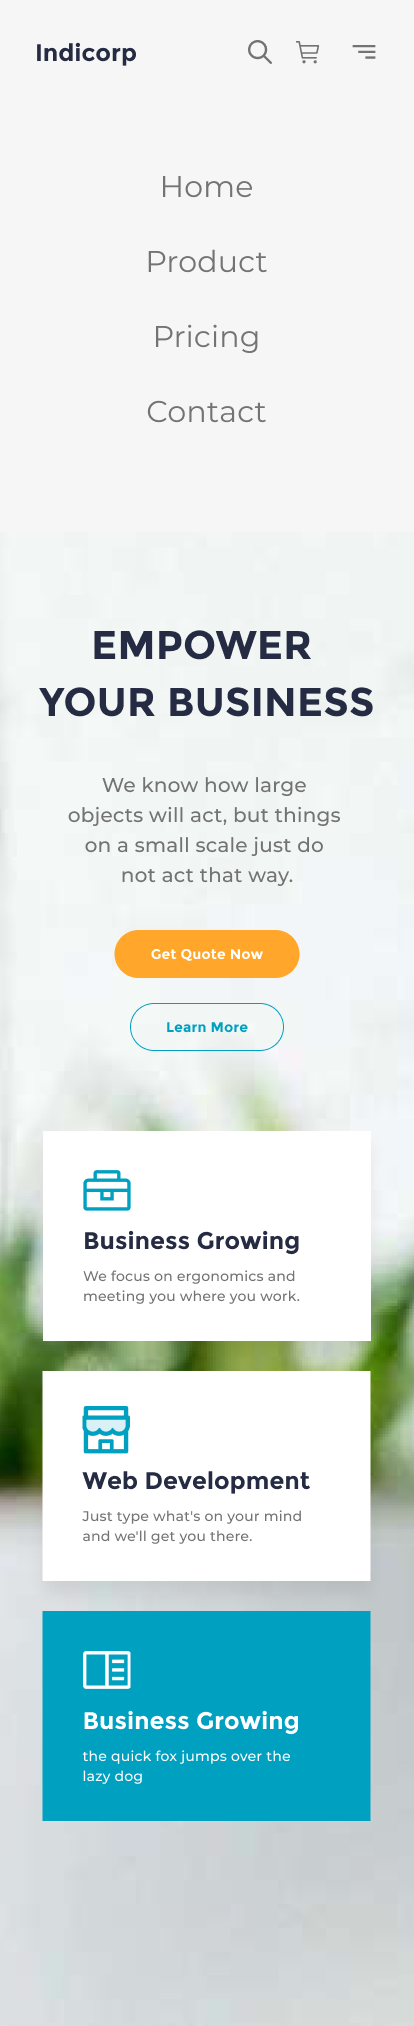 Indicorp
Home
Product
Pricing
Contact
EMPOWER
YOUR BUSINESS
We know how large
objects will act, but things
on a small scale just do
not act that way.
Get Quote Now
Learn More
Business Growing
We focus on ergonomics and
meeting you where you work.
Web Development
Just type what's on your mind
and we'll get you there.
Business Growing
the quick fox jumps over the
lazy dog